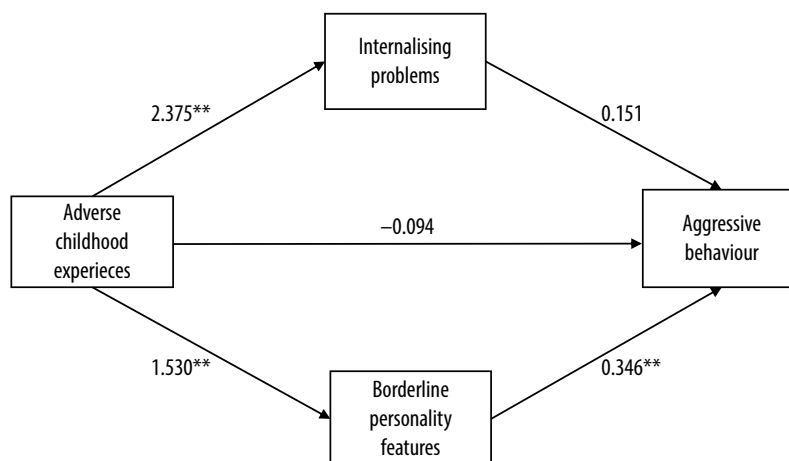 Internalising
problems
2.375**
0.151
Adverse
childhood
experieces
–0.094
Aggressive
behaviour
1.530**
0.346**
Borderline
personality
features